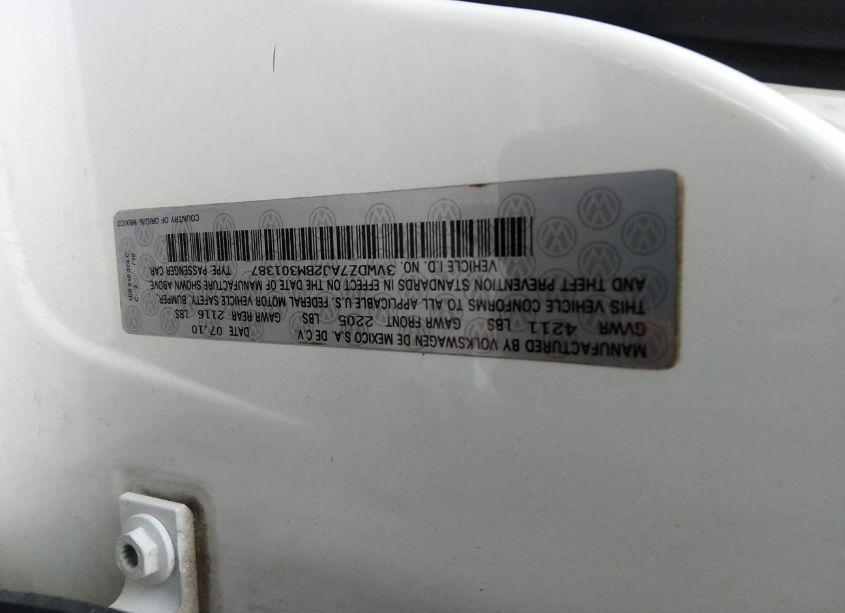 MANUFACTURED BY VOLKSWAGEN DE MEXICO S.A. DE C.V. DATE 07.10
GVWR 4211 LBS GAWR FRONT 2205 LBS GAWR REAR 2116 LBS
THIS VEHICLE CONFORMS TO ALL APPLICABLE U.S. FEDERAL MOTOR VEHICLE SAFETY, BUMPER,
AND THEFT PREVENTION STANDARDS IN EFFECT ON THE DATE OF MANUFACTURE SHOWN ABOVE.
VEHICLE I.D. NO. 3VWDZ7AJ2BM301387 TYPE: PASSENGER CAR
COUNTRY OF ORIGIN: MEXICO